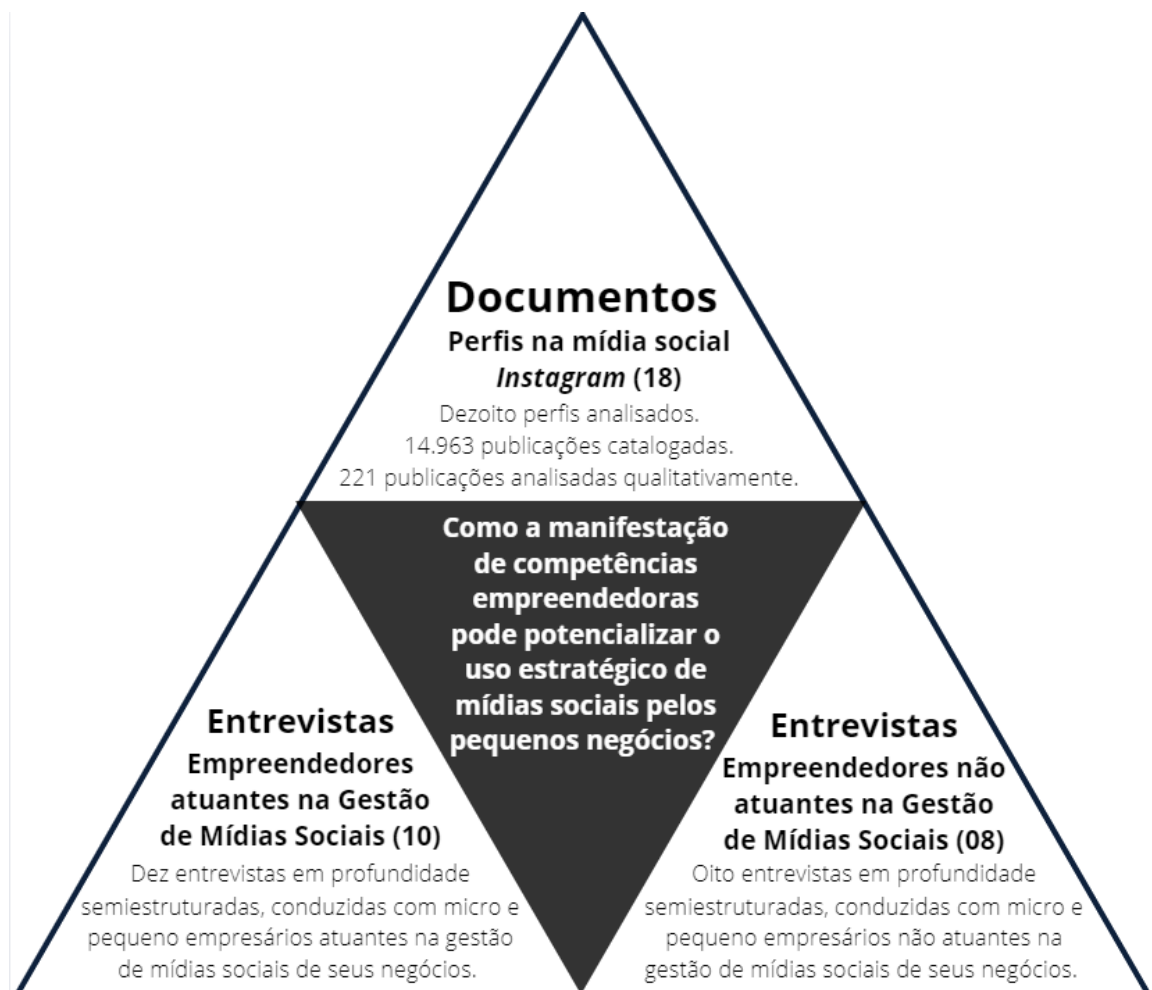 Documentos
Perfis na mídia social
Instagram (18)
Dezoito perfis analisados.
14.963 publicações catalogadas.
221 publicações analisadas qualitativamente.
Como a manifestação
de competências
empreendedoras
pode potencializar o
uso estratégico de
mídias sociais pelos
pequenos negócios?
Entrevistas
Empreendedores
atuantes na Gestão
de Mídias Sociais (10)
Dez entrevistas em profundidade
semiestruturadas, conduzidas com micro e
pequeno empresários atuantes na gestão
de mídias sociais de seus negócios.
Entrevistas
Empreendedores não
atuantes na Gestão
de Mídias Sociais (08)
Oito entrevistas em profundidade
semiestruturadas, conduzidas com micro e
pequeno empresários não atuantes na
gestão de mídias sociais de seus negócios.